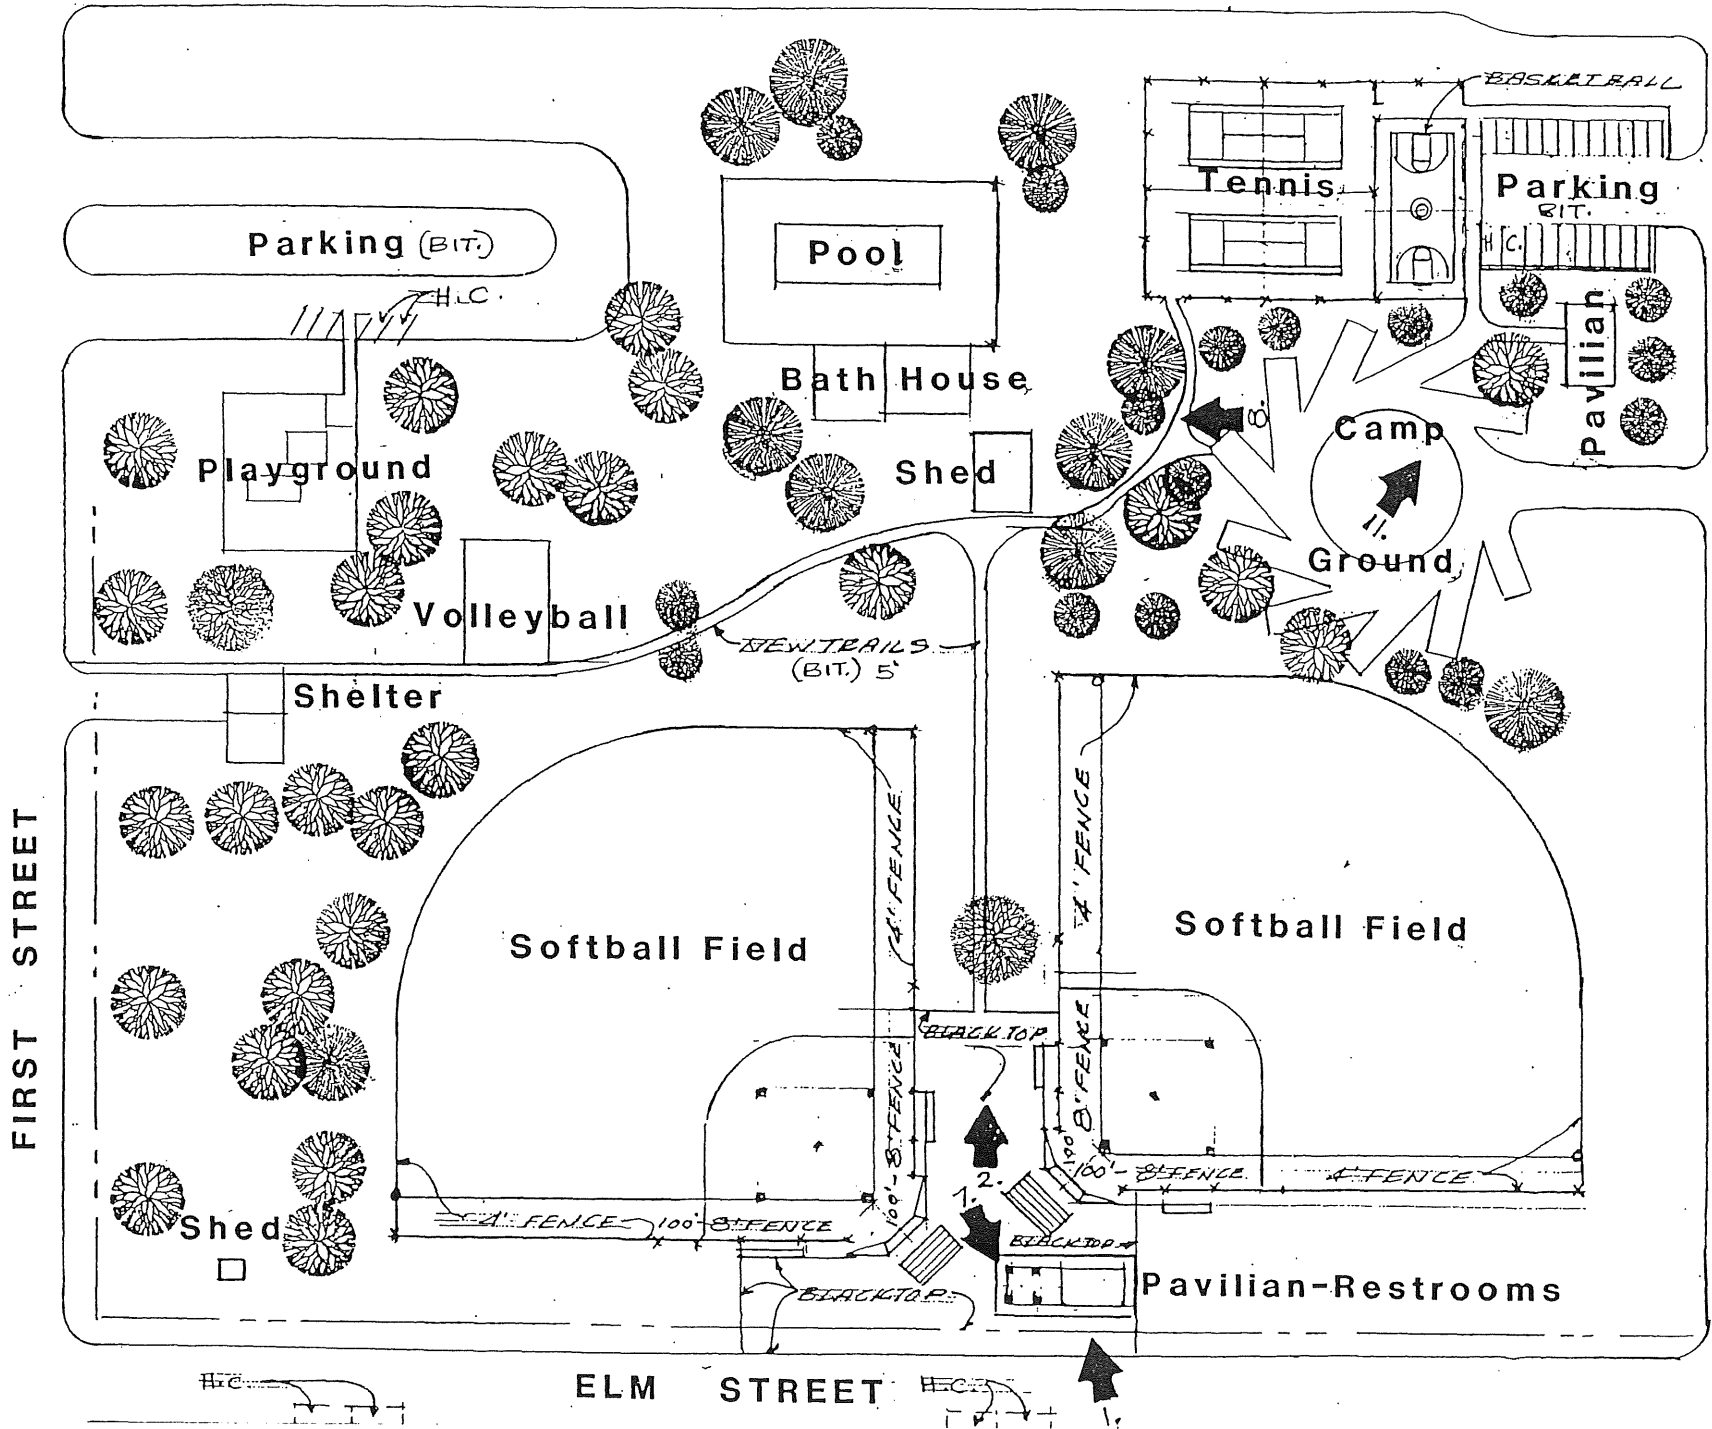 BASKETBALL
Tennis
Parking
BIT.
H C.
Parking (BIT.)
H.C.
Pool
Pavilian
Bath House
8.
Camp
Playground
Shed
11.
Ground
Volleyball
NEW TRAILS
(BIT.) 5'
Shelter
4' FENCE
4' FENCE
Softball Field
Softball Field
FIRST STREET
BLACKTOP
8' FENCE
100'-8' FENCE
100'
100'-8' FENCE
4' FENCE
2.
1.
Shed
4' FENCE
100'-8' FENCE
BLACKTOP
BLACKTOP
Pavilian-Restrooms
H.C.
ELM STREET
H.C.
1.